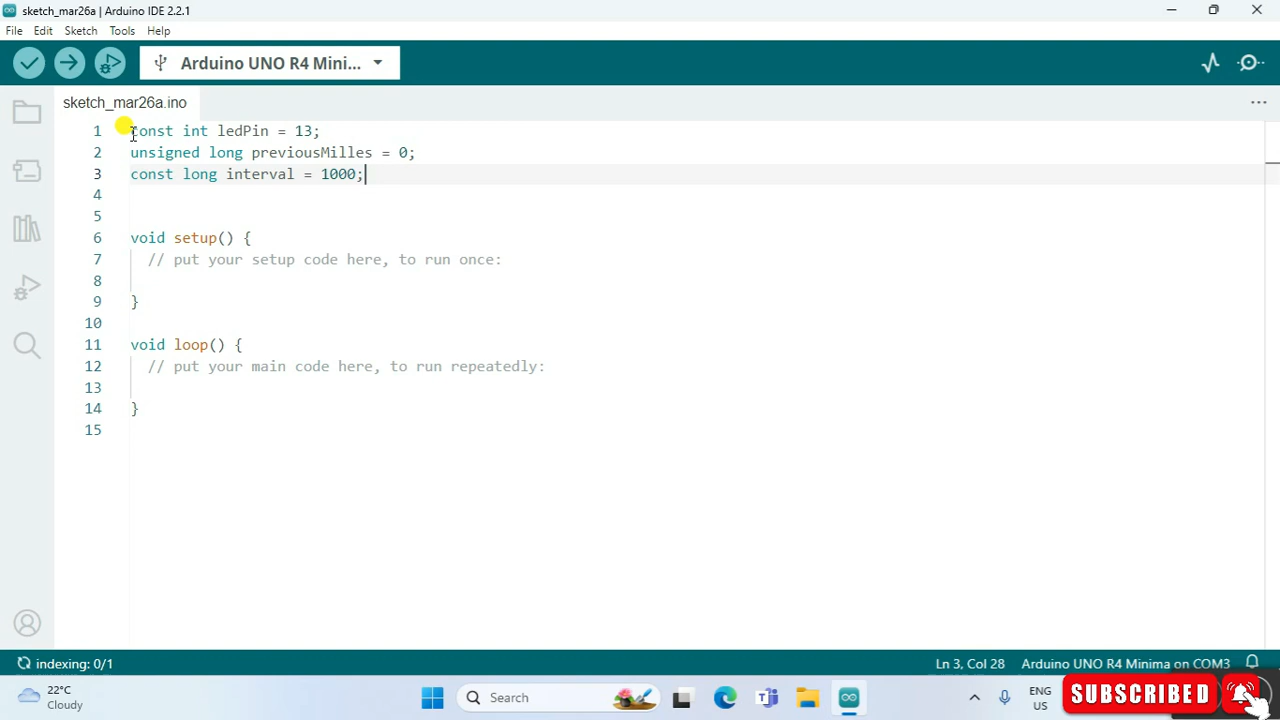 sketch_mar26a | Arduino IDE 2.2.1
File Edit Sketch Tools Help
Arduino UNO R4 Mini...
sketch_mar26a.ino
1 const int ledPin = 13;
2 unsigned long previousMilles = 0;
3 const long interval = 1000;
4
5
6 void setup() {
7 // put your setup code here, to run once:
8
9 }
10
11 void loop() {
12 // put your main code here, to run repeatedly:
13
14 }
15
indexing: 0/1 Ln 3, Col 28 Arduino UNO R4 Minima on COM3
22°C
Cloudy
Search
ENG
US
SUBSCRIBED